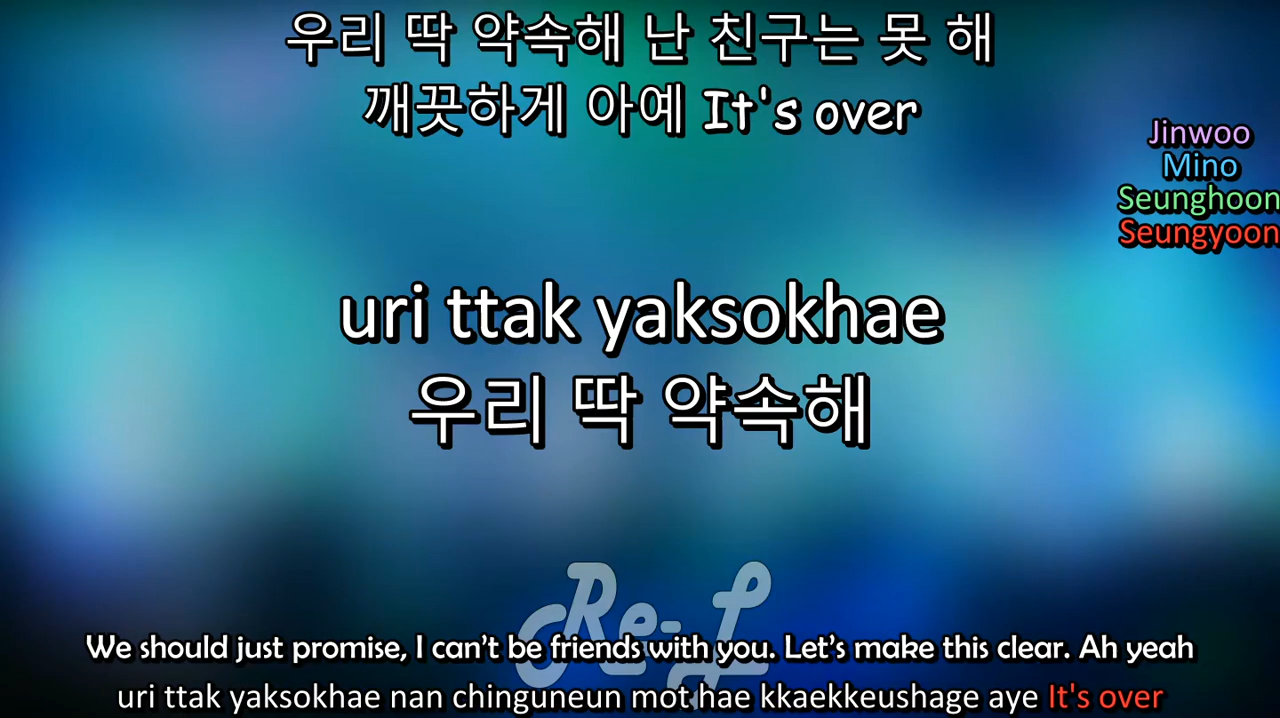 우리 딱 약속해 난 친구는 못 해
깨끗하게 아예 It's over
Jinwoo
Mino
Seunghoon
Seungyoon
uri ttak yaksokhae
우리 딱 약속해
Re-L
We should just promise, I can't be friends with you. Let's make this clear. Ah yeah
uri ttak yaksokhae nan chinguneun mot hae kkaekkeushage aye It's over